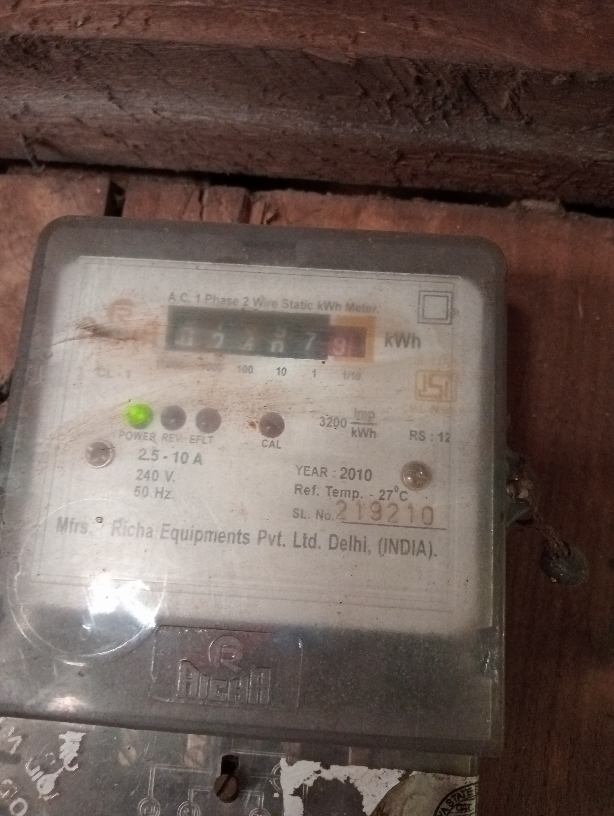 A.C. 1 Phase 2 Wire Static kWh Meter
kWh
100 10 1 1/10
CL - 1
3200 Imp/kWh
RS : 12
POWER REV EFLT CAL
2.5 - 10 A
240 V.
50 Hz.
YEAR : 2010
Ref. Temp. - 27°C
SL. No. 219210
Mfrs. Richa Equipments Pvt. Ltd. Delhi, (INDIA).
R
RICHA